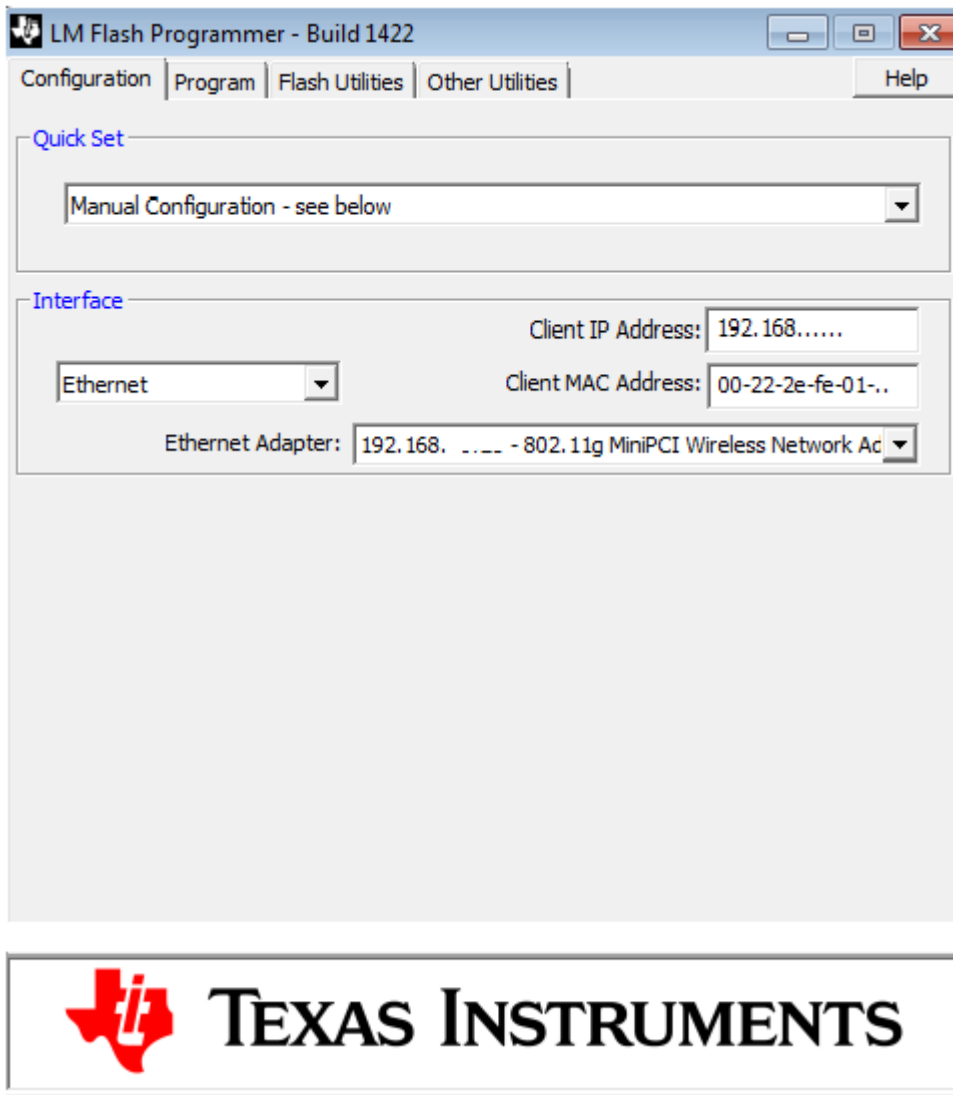 LM Flash Programmer - Build 1422
Configuration Program Flash Utilities Other Utilities Help
Quick Set
Manual Configuration - see below
Interface
Client IP Address: 192.168......
Ethernet Client MAC Address: 00-22-2e-fe-01-..
Ethernet Adapter: 192.168. - 802.11g MiniPCI Wireless Network Ad
TEXAS INSTRUMENTS